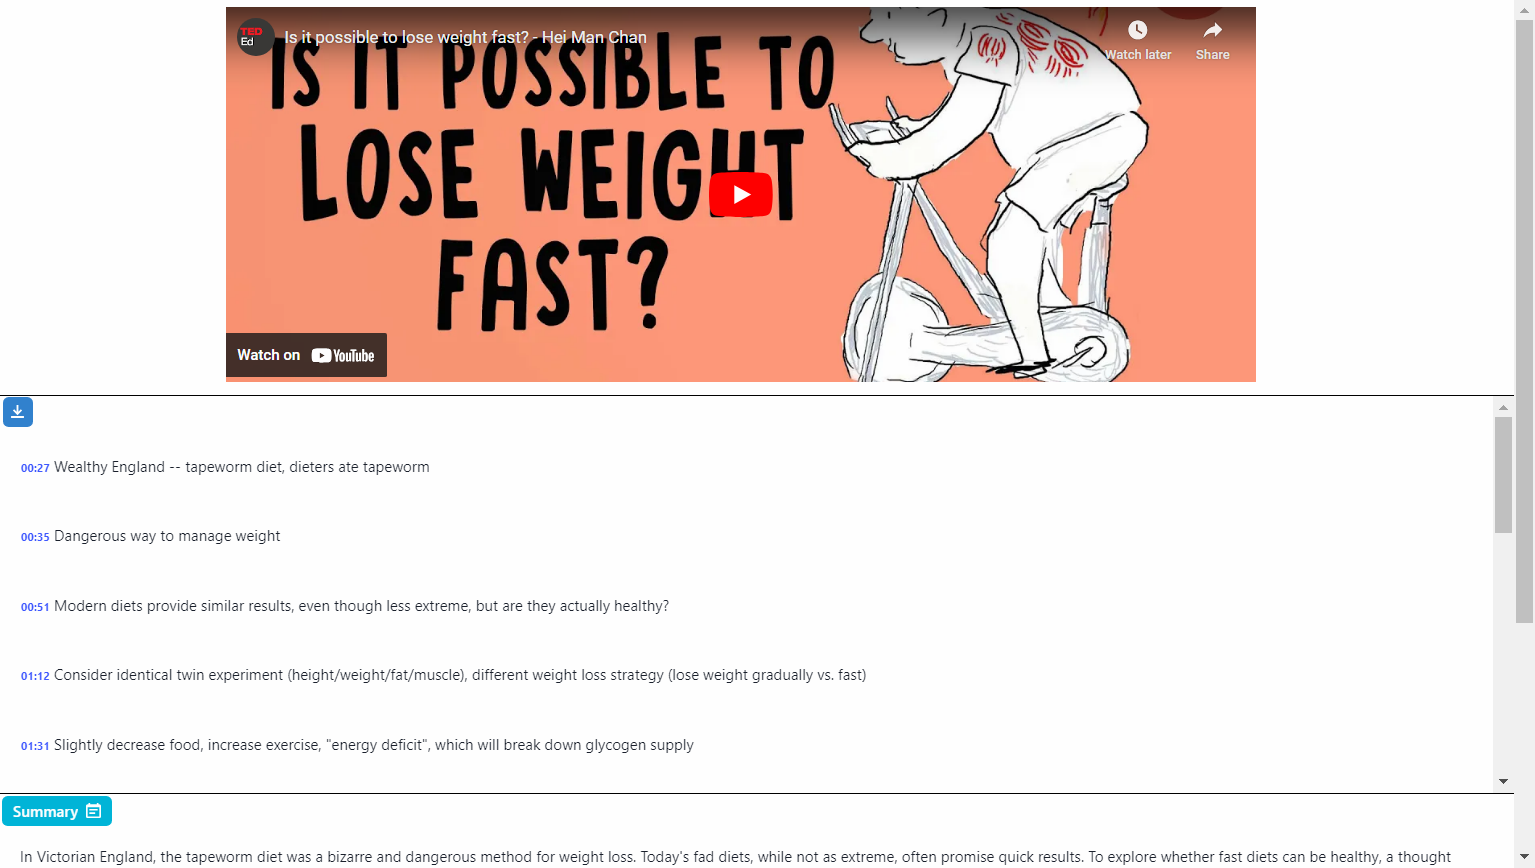 TED
Ed
Is it possible to lose weight fast? - Hei Man Chan
Watch later
Share
IS IT POSSIBLE TO
LOSE WEIGHT
FAST?
Watch on YouTube
00:27 Wealthy England -- tapeworm diet, dieters ate tapeworm
00:35 Dangerous way to manage weight
00:51 Modern diets provide similar results, even though less extreme, but are they actually healthy?
01:12 Consider identical twin experiment (height/weight/fat/muscle), different weight loss strategy (lose weight gradually vs. fast)
01:31 Slightly decrease food, increase exercise, "energy deficit", which will break down glycogen supply
Summary
In Victorian England, the tapeworm diet was a bizarre and dangerous method for weight loss. Today's fad diets, while not as extreme, often promise quick results. To explore whether fast diets can be healthy, a thought